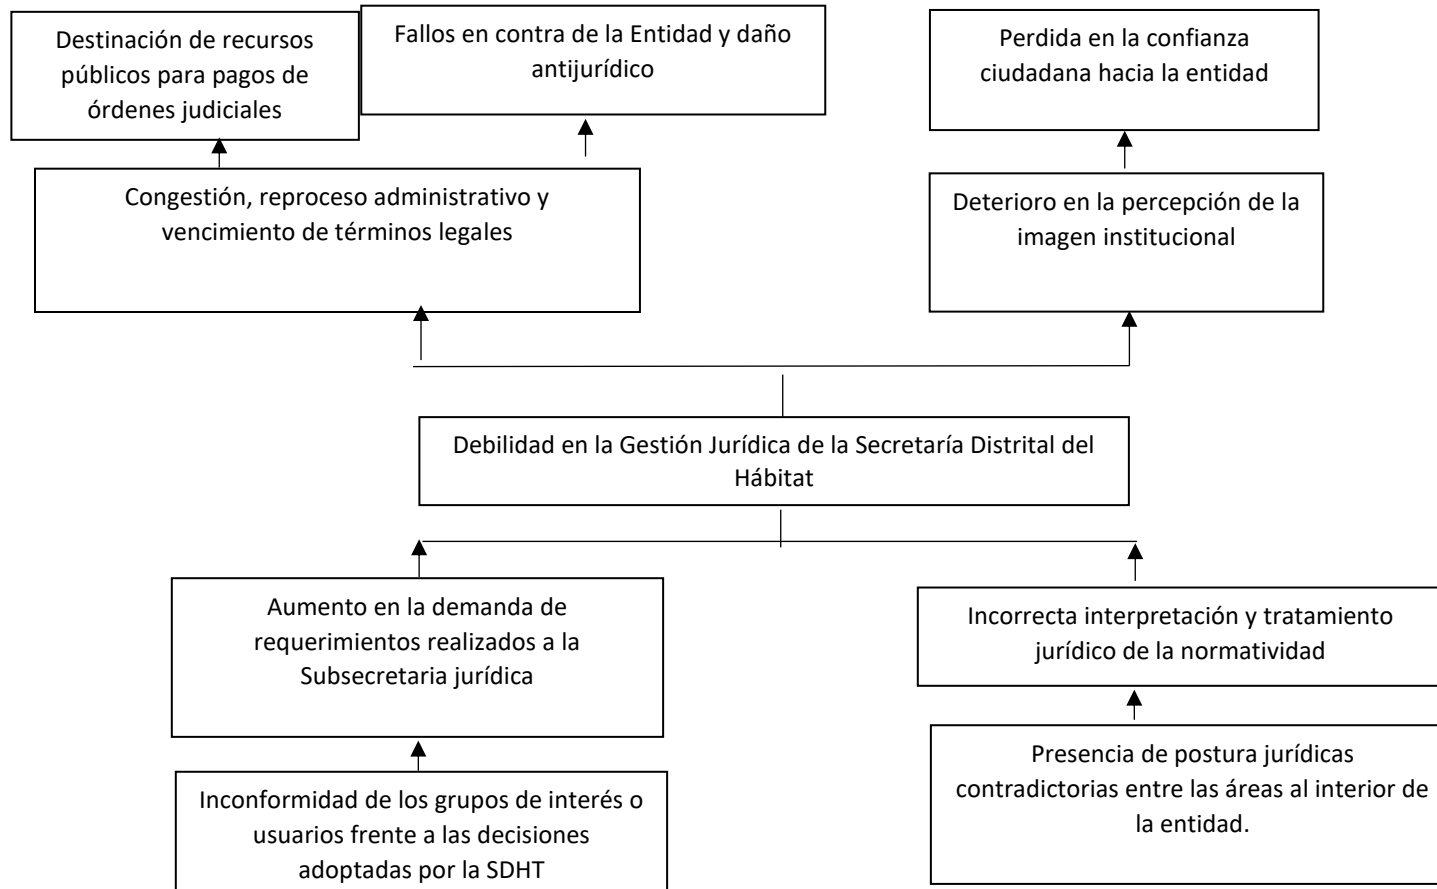 Destinación de recursos
públicos para pagos de
órdenes judiciales
Fallos en contra de la Entidad y daño
antijurídico
Perdida en la confianza
ciudadana hacia la entidad
Congestión, reproceso administrativo y
vencimiento de términos legales
Deterioro en la percepción de la
imagen institucional
Debilidad en la Gestión Jurídica de la Secretaría Distrital del
Hábitat
Aumento en la demanda de
requerimientos realizados a la
Subsecretaria jurídica
Incorrecta interpretación y tratamiento
jurídico de la normatividad
Inconformidad de los grupos de interés o
usuarios frente a las decisiones
adoptadas por la SDHT
Presencia de postura jurídicas
contradictorias entre las áreas al interior de
la entidad.